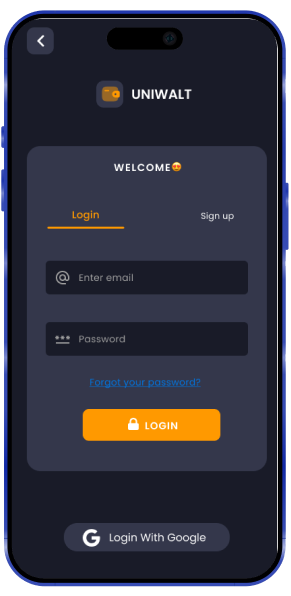 UNIWALT
WELCOME😍
Login
Sign up
Enter email
Password
Forgot your password?
LOGIN
Login With Google